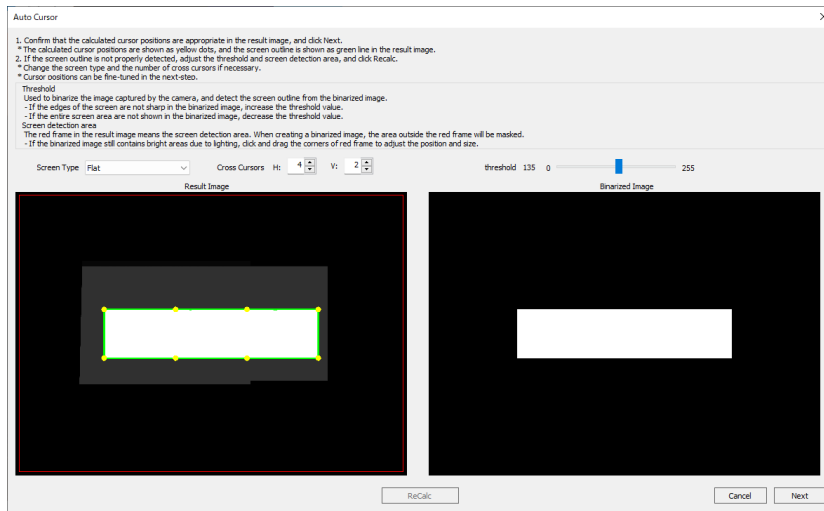 Auto Cursor
1. Confirm that the calculated cursor positions are appropriate in the result image, and click Next.
* The calculated cursor positions are shown as yellow dots, and the screen outline is shown as green line in the result image.
2. If the screen outline is not properly detected, adjust the threshold and screen detection area, and click Recalc.
* Change the screen type and the number of cross cursors if necessary.
* Cursor positions can be fine-tuned in the next-step.
Threshold
Used to binarize the image captured by the camera, and detect the screen outline from the binarized image.
- If the edges of the screen are not sharp in the binarized image, increase the threshold value.
- If the entire screen area are not shown in the binarized image, decrease the threshold value.
Screen detection area
The red frame in the result image means the screen detection area. When creating a binarized image, the area outside the red frame will be masked.
- If the binarized image still contains bright areas due to lighting, click and drag the corners of red frame to adjust the position and size.
Screen Type Flat Cross Cursors H: 4 V: 2 threshold 135 0 255
Result Image Binarized Image
ReCalc Cancel Next